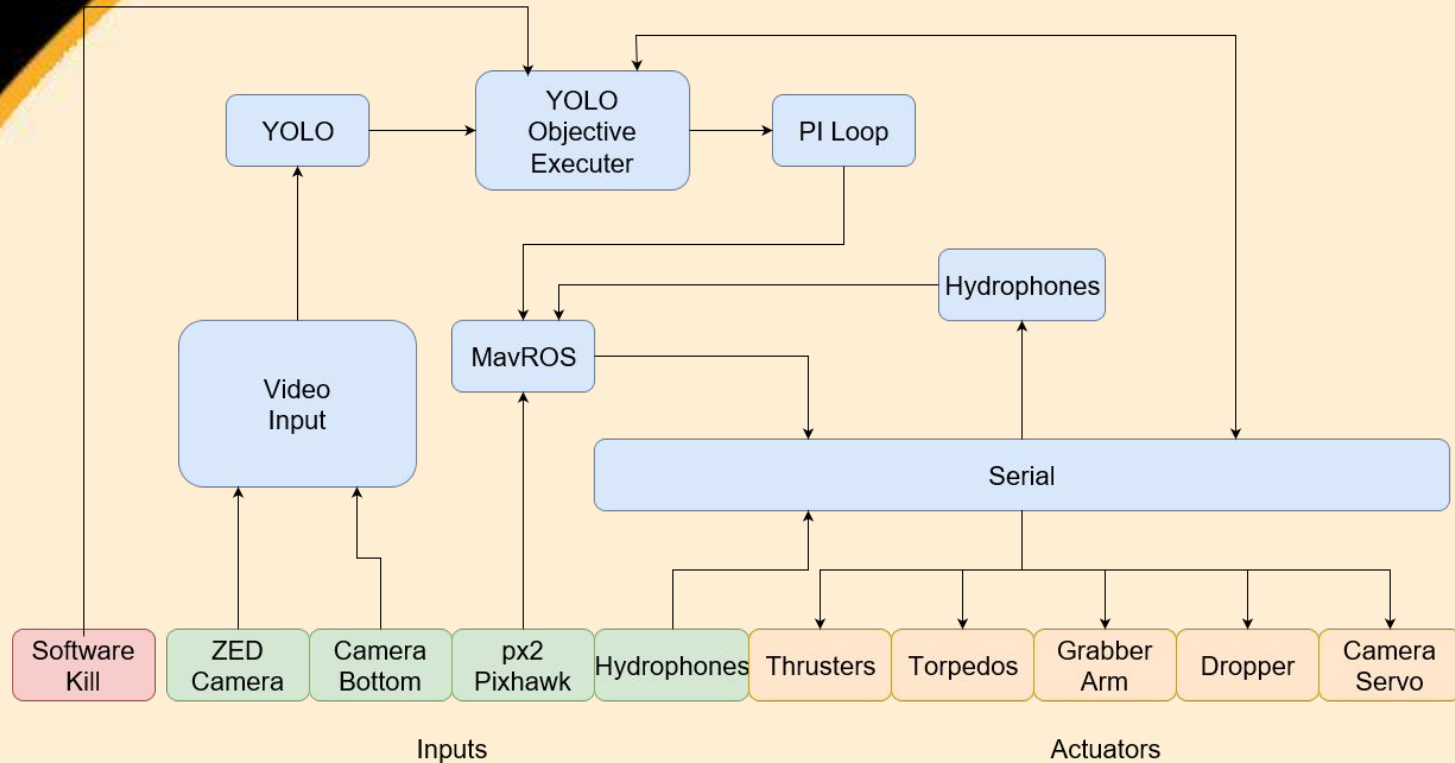 YOLO
YOLO
Objective
Executer
PI Loop
Hydrophones
MavROS
Video
Input
Serial
Software
Kill
ZED
Camera
Camera
Bottom
px2
Pixhawk
Hydrophones
Thrusters
Torpedos
Grabber
Arm
Dropper
Camera
Servo
Inputs
Actuators